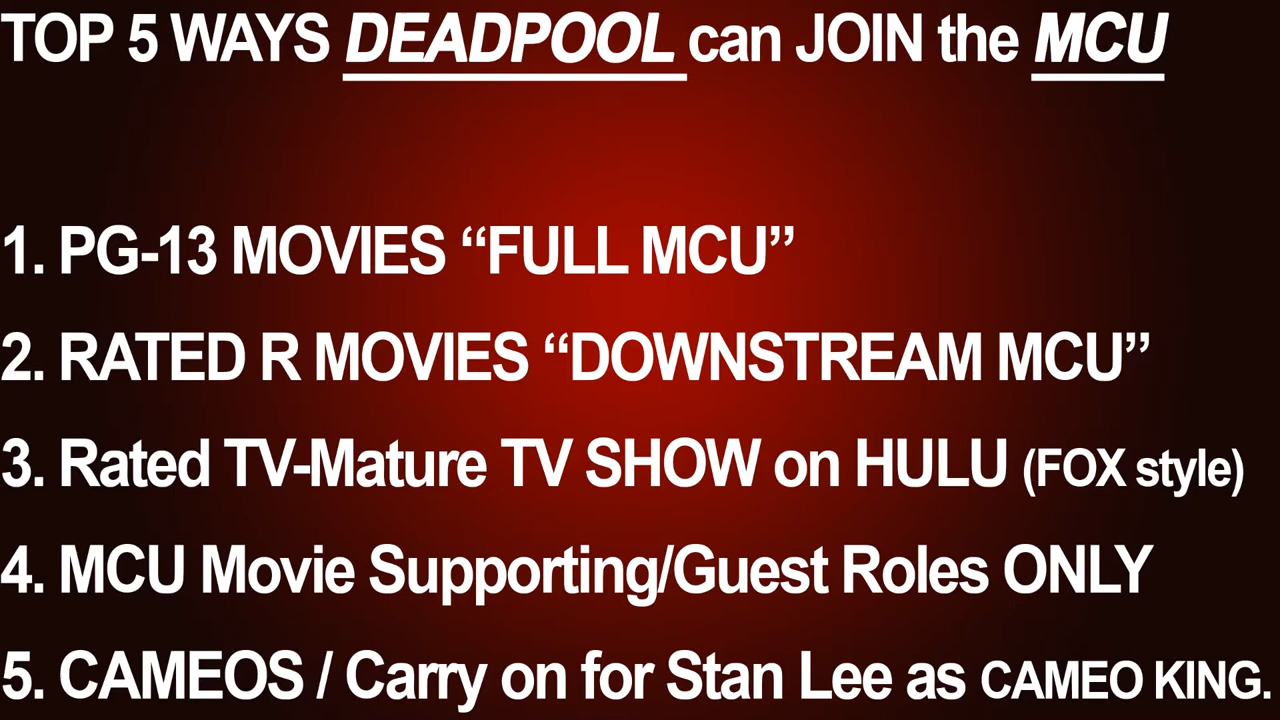 TOP 5 WAYS DEADPOOL can JOIN the MCU
1. PG-13 MOVIES “FULL MCU”
2. RATED R MOVIES “DOWNSTREAM MCU”
3. Rated TV-Mature TV SHOW on HULU (FOX style)
4. MCU Movie Supporting/Guest Roles ONLY
5. CAMEOS / Carry on for Stan Lee as CAMEO KING.